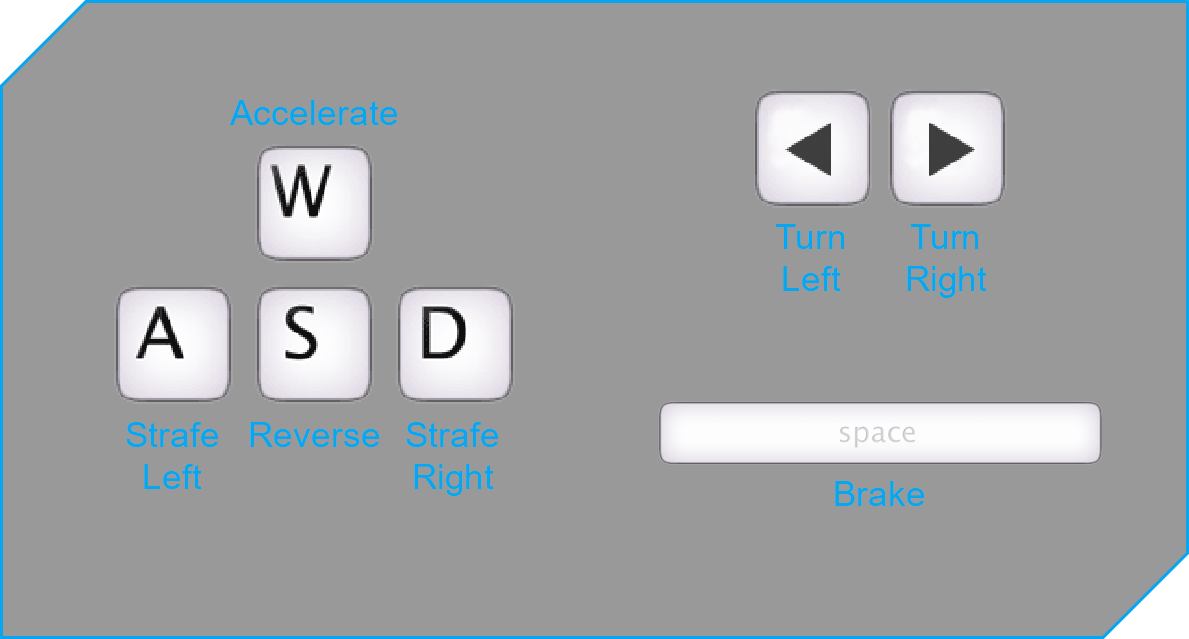 Accelerate
W
A
S
D
Strafe
Left
Reverse
Strafe
Right
Turn
Left
Turn
Right
space
Brake